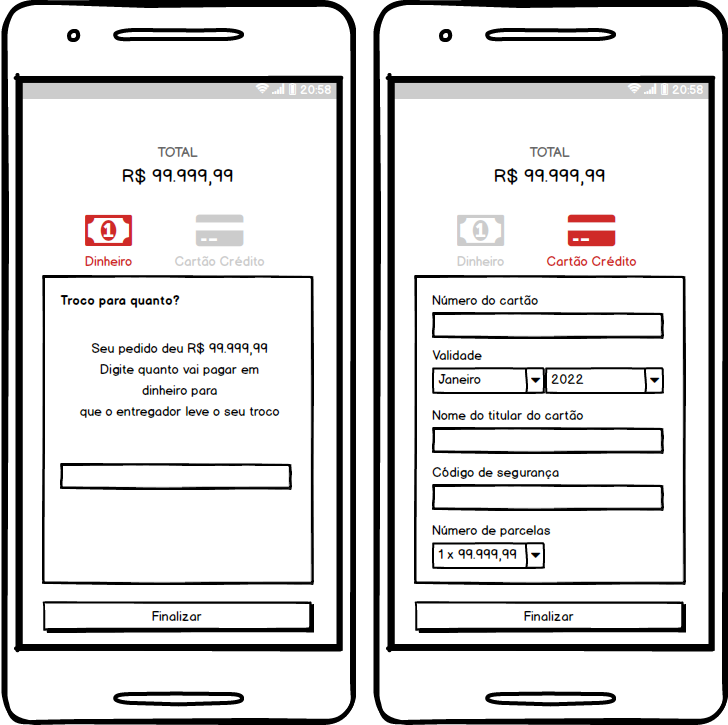 20:58
TOTAL
R$ 99.999,99
1
Dinheiro
Cartão Crédito
Troco para quanto?
Seu pedido deu R$ 99.999,99
Digite quanto vai pagar em
dinheiro para
que o entregador leve o seu troco
Finalizar
20:58
TOTAL
R$ 99.999,99
1
Dinheiro
Cartão Crédito
Número do cartão
Validade
Janeiro
2022
Nome do titular do cartão
Código de segurança
Número de parcelas
1 x 99.999,99
Finalizar